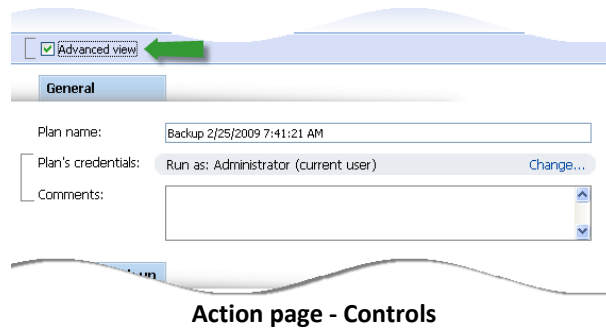 Advanced view
General
Plan name: Backup 2/25/2009 7:41:21 AM
Plan's credentials: Run as: Administrator (current user) Change...
Comments:
Action page - Controls